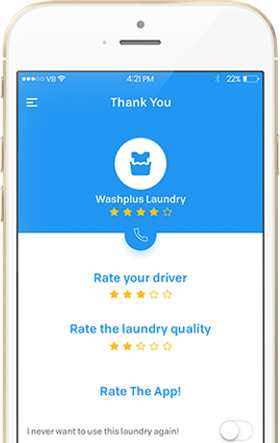 VB 4:21 PM 22%
Thank You
Washplus Laundry
Rate your driver
Rate the laundry quality
Rate The App!
I never want to use this laundry again!